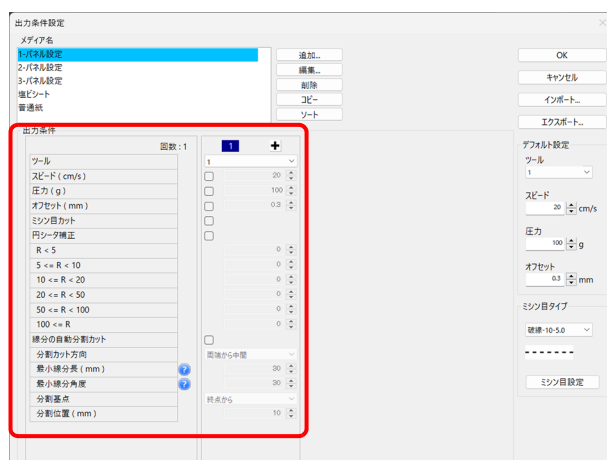 出力条件設定
メディア名
1-パネル設定
2-パネル設定
3-パネル設定
塩ビシート
普通紙
追加...
編集...
削除
コピー
ソート
OK
キャンセル
インポート...
エクスポート...
出力条件
回数 : 1
1
ツール 1
スピード ( cm/s ) 20
圧力 ( g ) 100
オフセット ( mm ) 0.3
ミシン目カット
円シータ補正
R < 5 0
5 <= R < 10 0
10 <= R < 20 0
20 <= R < 50 0
50 <= R < 100 0
100 <= R 0
線分の自動分割カット
分割カット方向 両端から中間
最小線分長 ( mm ) ? 30
最小線分角度 ? 30
分割基点 終点から
分割位置 ( mm ) 10
デフォルト設定
ツール
1
スピード
20 cm/s
圧力
100 g
オフセット
0.3 mm
ミシン目タイプ
破線-10-5.0
ミシン目設定